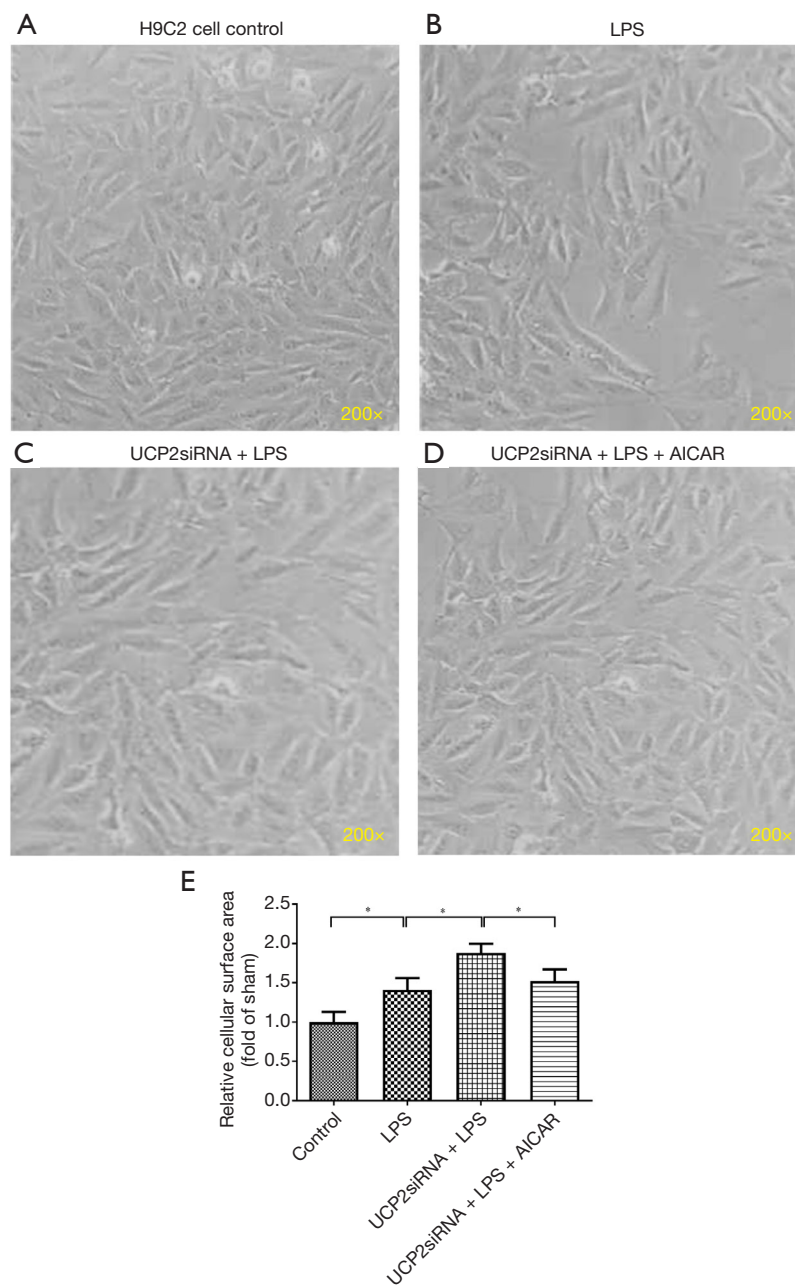 A
H9C2 cell control
200×
B
LPS
200×
C
UCP2siRNA + LPS
200×
D
UCP2siRNA + LPS + AICAR
200×
E
Relative cellular surface area
(fold of sham)
2.5
2.0
1.5
1.0
0.5
0.0
*
*
*
Control
LPS
UCP2siRNA + LPS
UCP2siRNA + LPS + AICAR